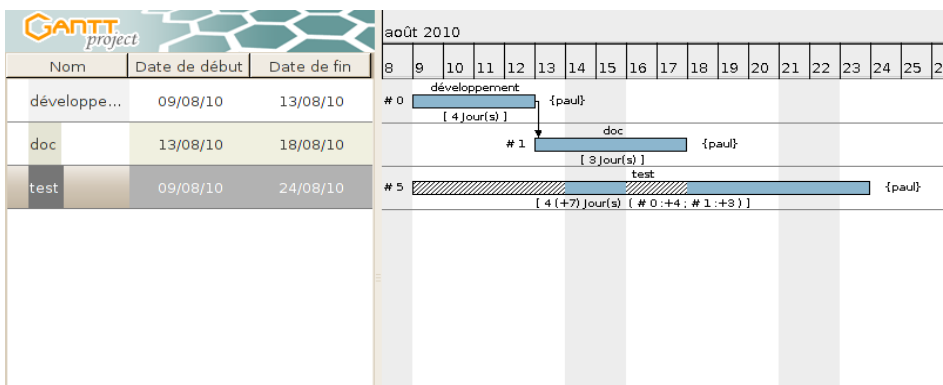 GANTT
project
août 2010
Nom Date de début Date de fin
8 9 10 11 12 13 14 15 16 17 18 19 20 21 22 23 24 25 2
développement
développe... 09/08/10 13/08/10 # 0 {paul}
[ 4 Jour(s) ]
doc
doc 13/08/10 18/08/10 # 1 {paul}
[ 3 Jour(s) ]
test
test 09/08/10 24/08/10 # 5 {paul}
[ 4 (+7) Jour(s) ( # 0 :+4 ; # 1 :+3 ) ]